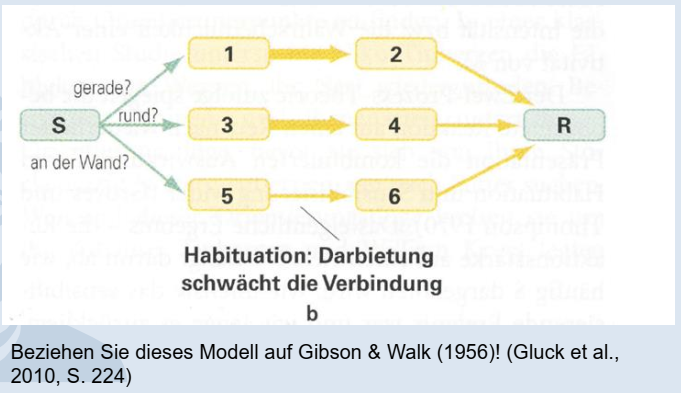 1
2
gerade?
rund?
S
3
4
R
an der Wand?
5
6
Habituation: Darbietung
schwächt die Verbindung
b
Beziehen Sie dieses Modell auf Gibson & Walk (1956)! (Gluck et al.,
2010, S. 224)